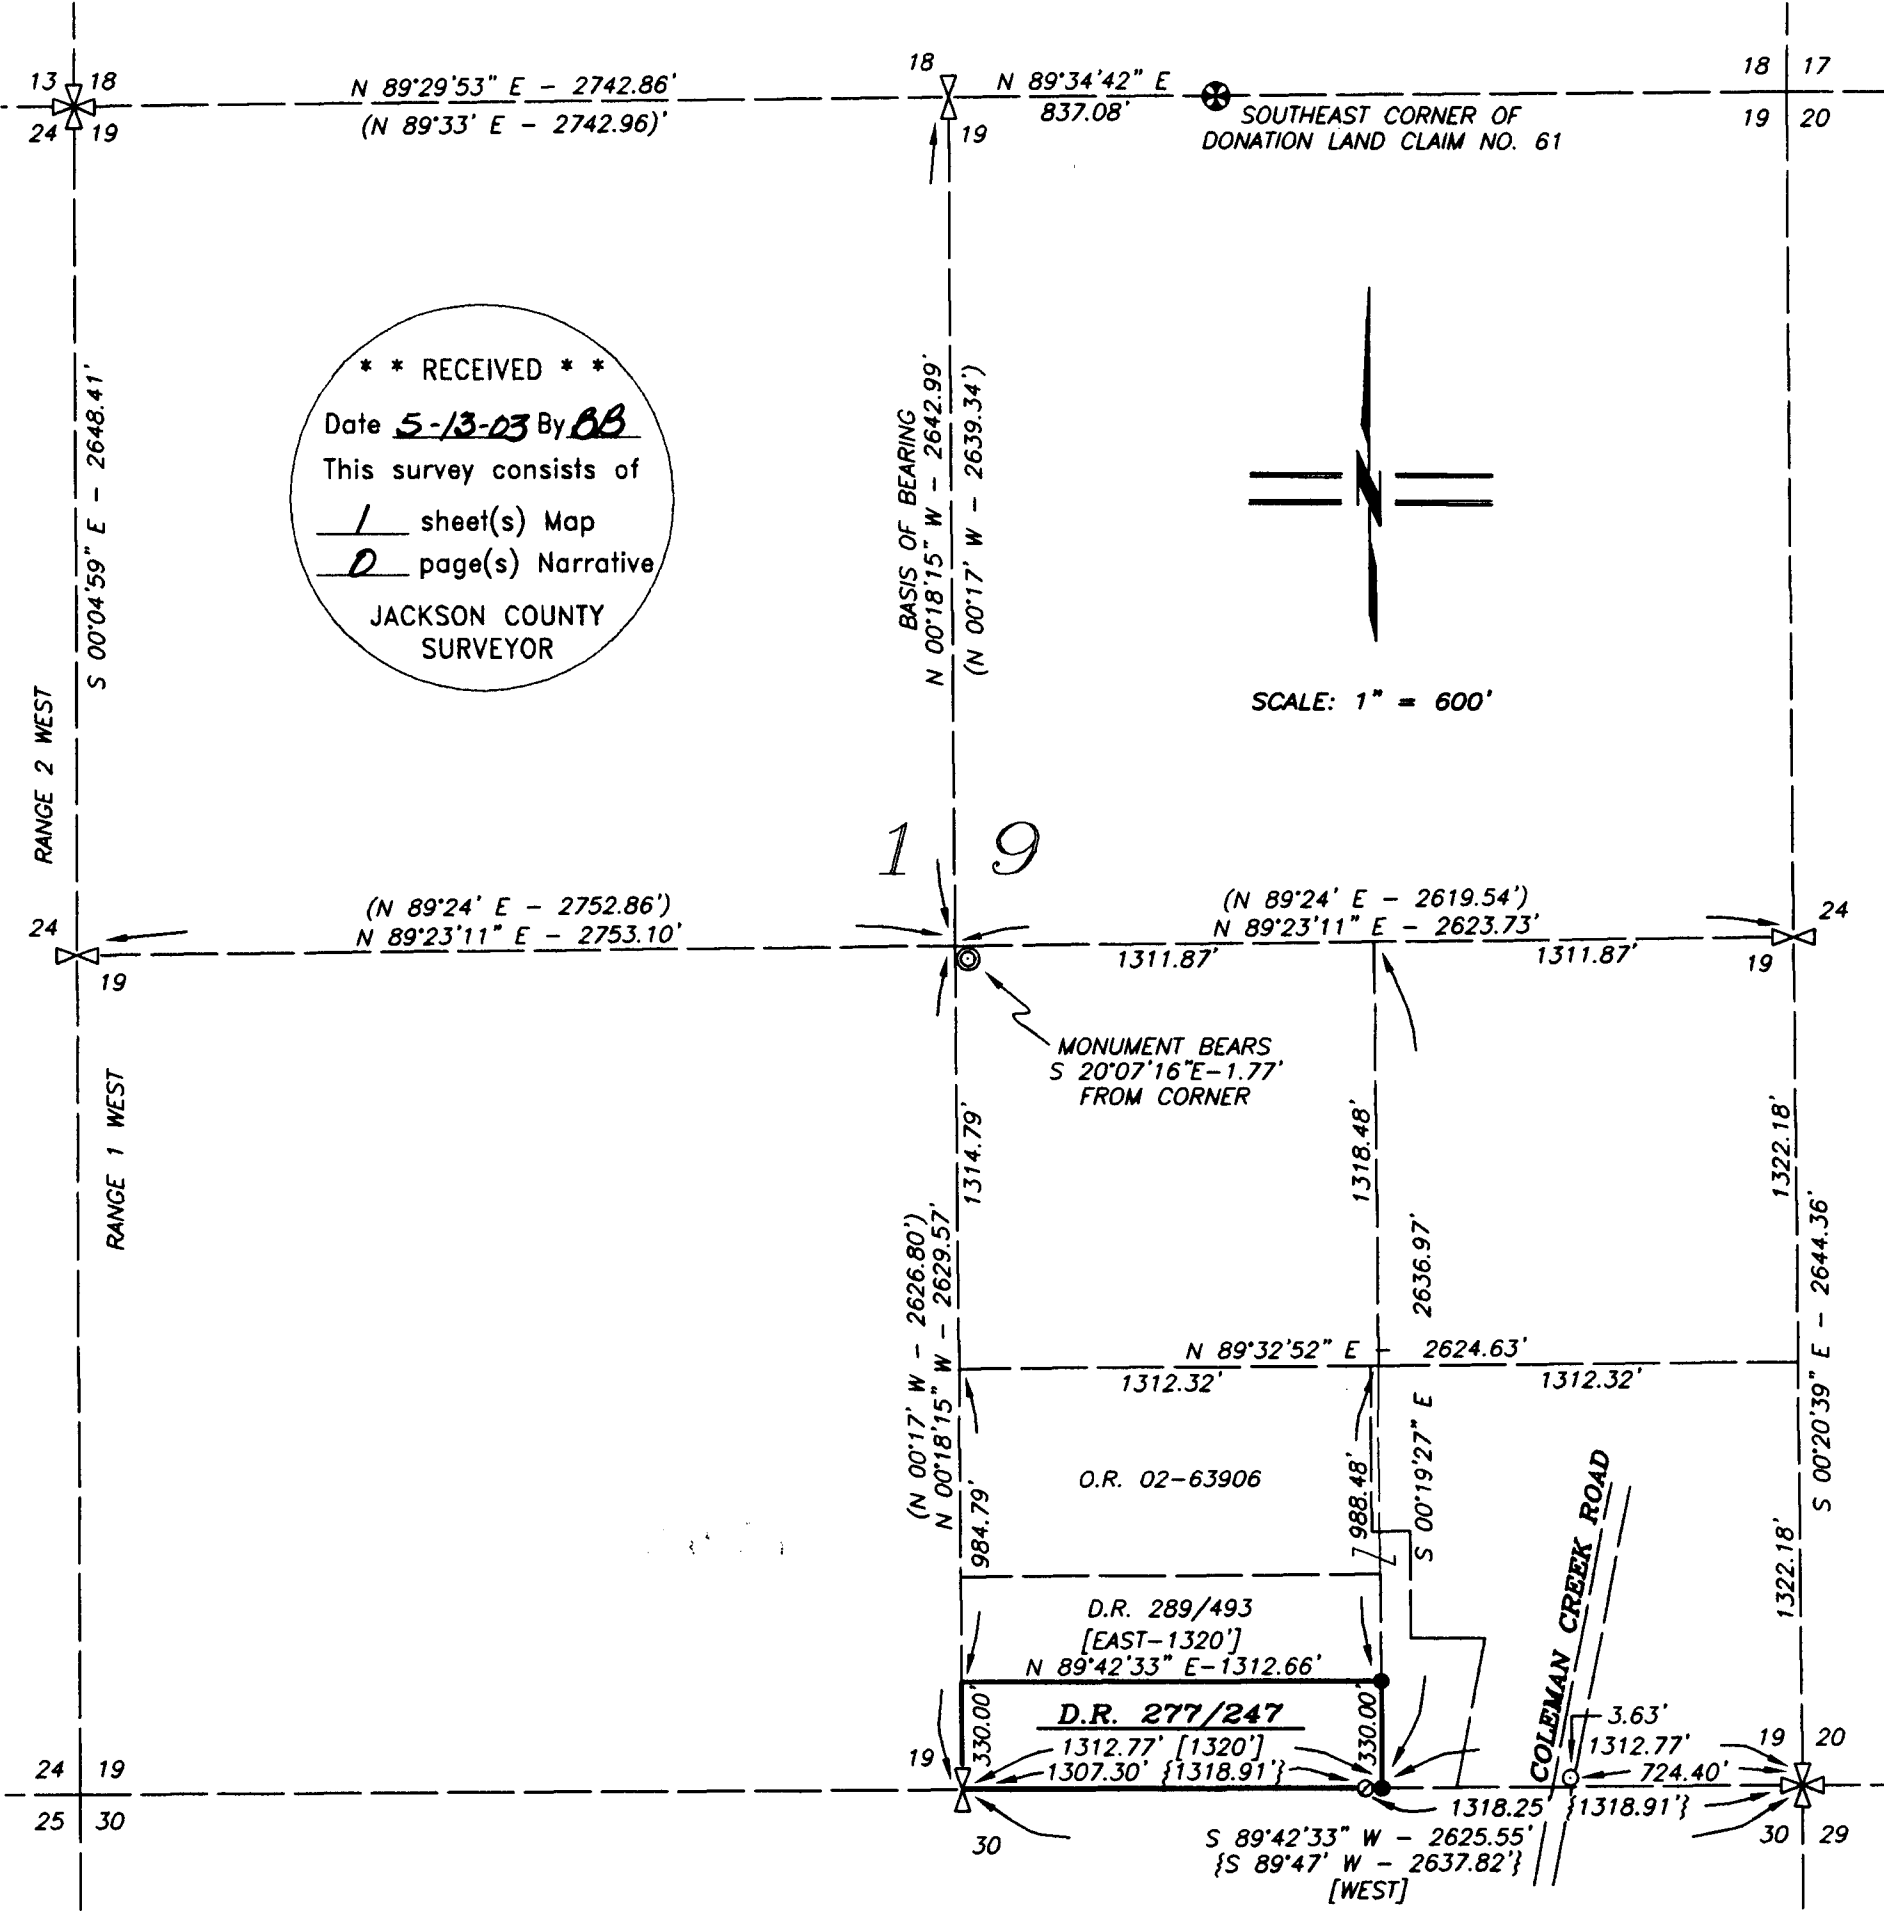 13 18
24 19
N 89°29'53" E - 2742.86'
(N 89°33' E - 2742.96)'
18
19
N 89°34'42" E
837.08'
SOUTHEAST CORNER OF
DONATION LAND CLAIM NO. 61
18 17
19 20
* * RECEIVED * *
Date 5-13-03 By BB
This survey consists of
1 sheet(s) Map
0 page(s) Narrative
JACKSON COUNTY
SURVEYOR
S 00°04'59" E - 2648.41'
RANGE 2 WEST
BASIS OF BEARING
N 00°18'15" W - 2642.99'
(N 00°17' W - 2639.34')
N
SCALE: 1" = 600'
1 9
24
19
(N 89°24' E - 2752.86')
N 89°23'11" E - 2753.10'
(N 89°24' E - 2619.54')
N 89°23'11" E - 2623.73'
1311.87'
1311.87'
24
19
MONUMENT BEARS
S 20°07'16"E-1.77'
FROM CORNER
RANGE 1 WEST
1314.79'
1318.48'
1322.18'
(N 00°17' W - 2626.80')
N 00°18'15" W - 2629.57'
S 00°19'27" E 2636.97'
S 00°20'39" E - 2644.36'
N 89°32'52" E - 2624.63'
1312.32'
1312.32'
O.R. 02-63906
984.79'
988.48'
1322.18'
COLEMAN CREEK ROAD
D.R. 289/493
[EAST-1320']
N 89°42'33" E-1312.66'
330.00'
D.R. 277/247
330.00'
1312.77' [1320']
1307.30' {1318.91'}
3.63'
1312.77'
724.40'
1318.25' {1318.91'}
S 89°42'33" W - 2625.55'
{S 89°47' W - 2637.82'}
[WEST]
24 19
25 30
19
30
19 20
30 29